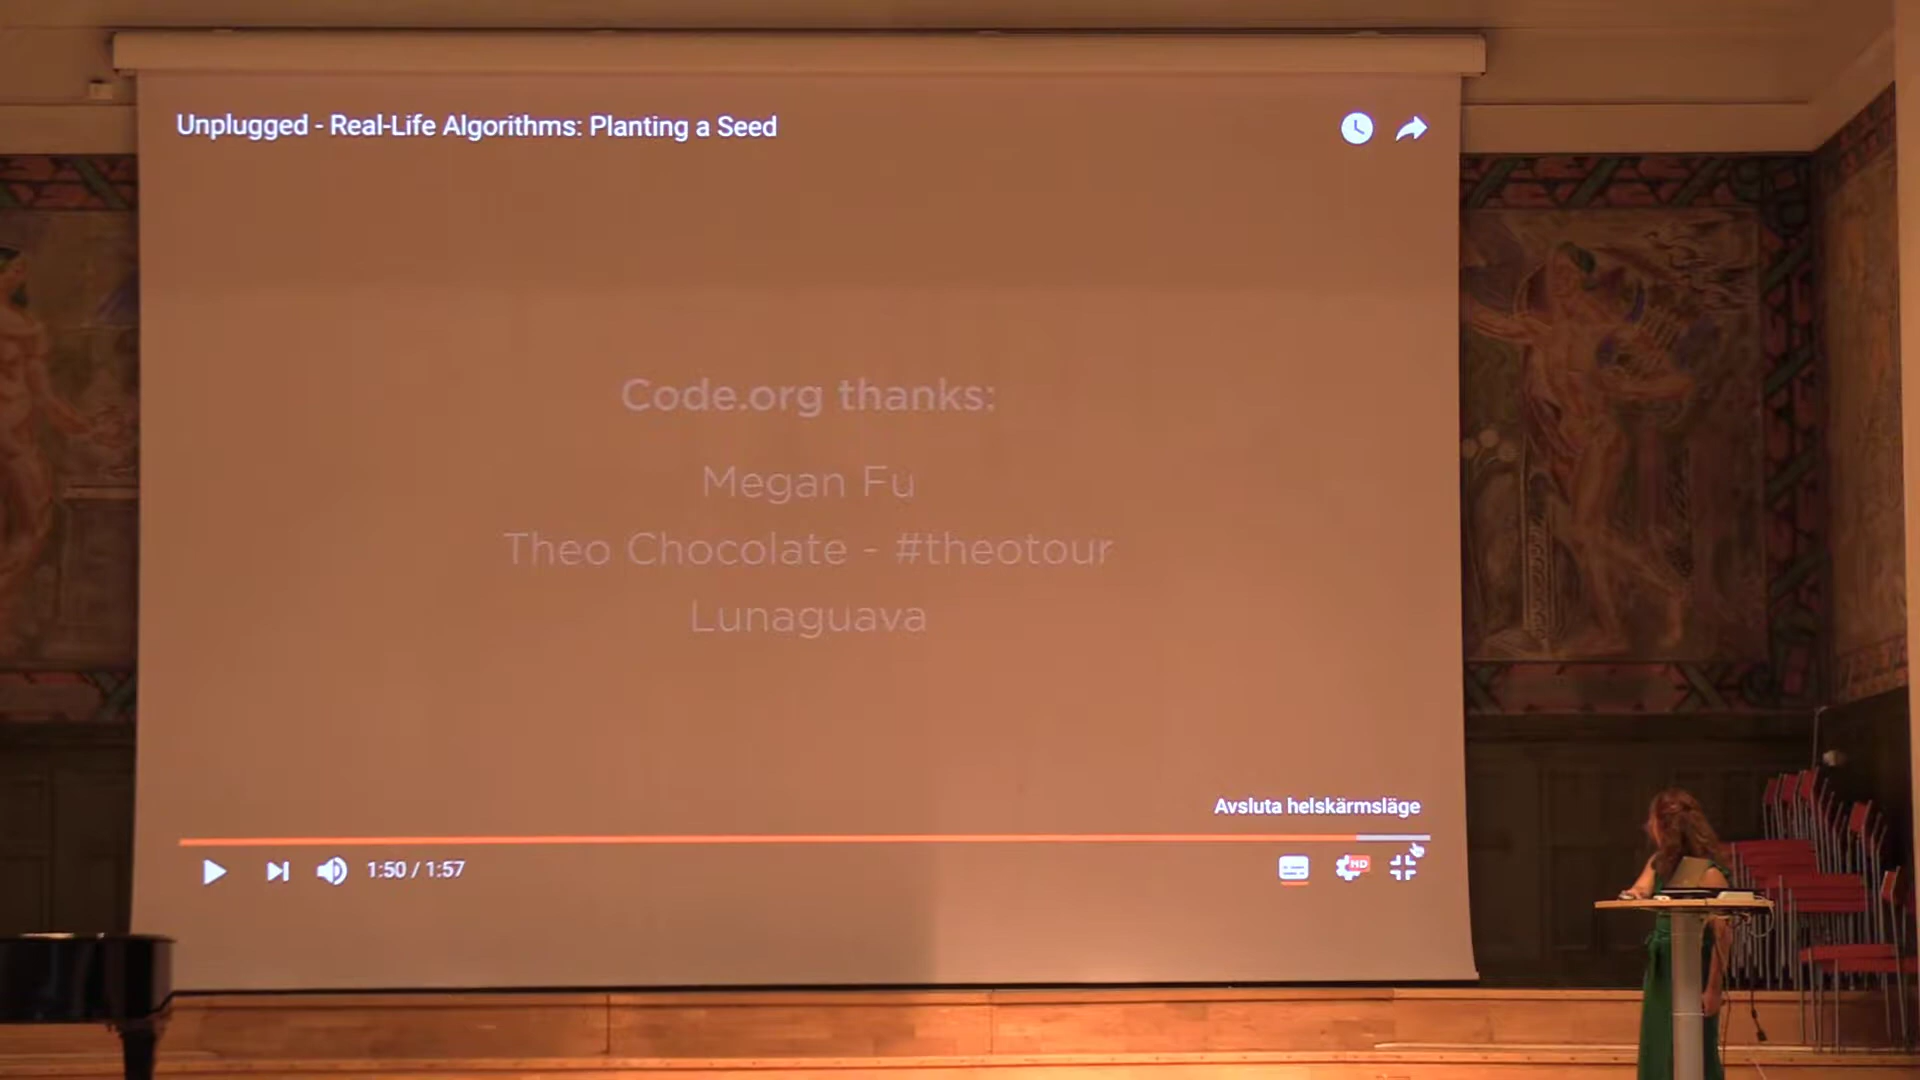 Unplugged - Real-Life Algorithms: Planting a Seed
Code.org thanks:
Megan Fu
Theo Chocolate - #theotour
Lunaguava
Avsluta helskärmsläge
1:50 / 1:57
HD